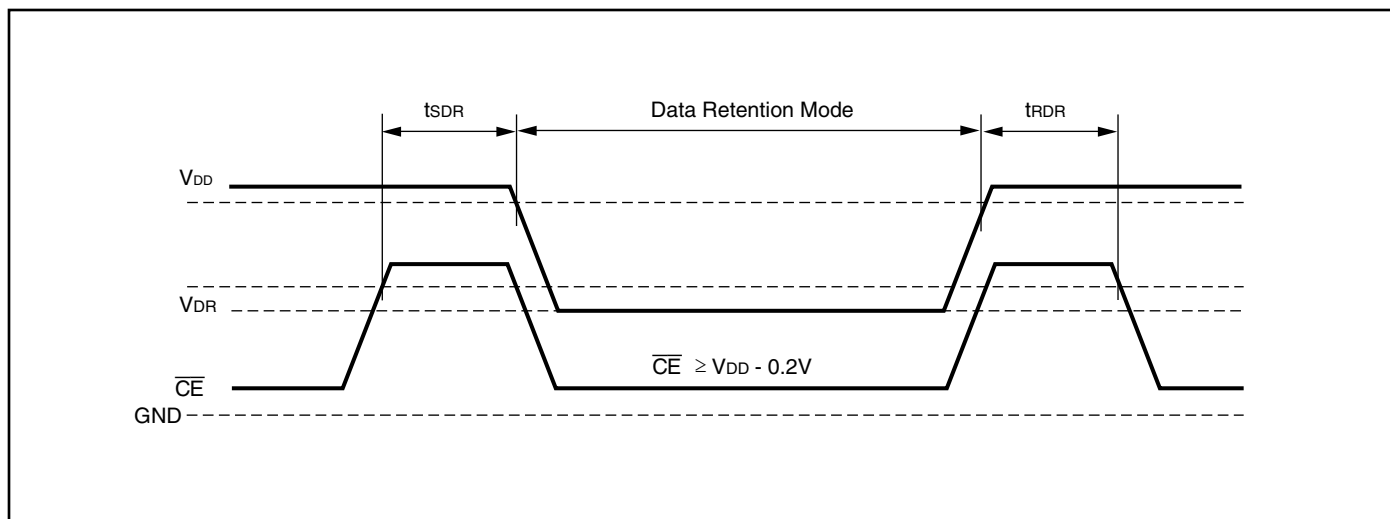 tSDR Data Retention Mode tRDR
VDD
VDR
CE ≥ VDD - 0.2V
CE
GND